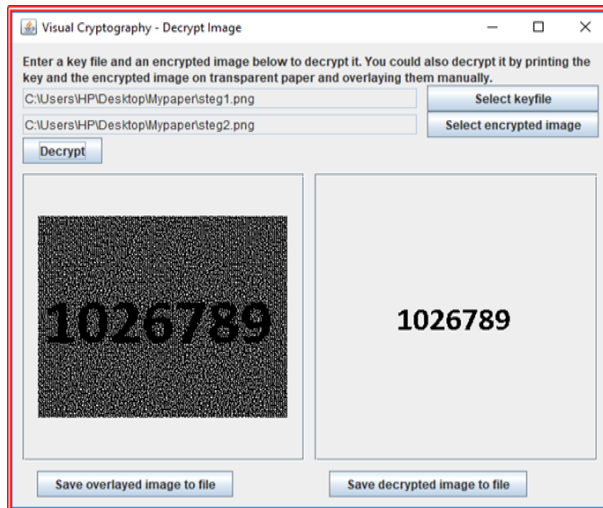 Visual Cryptography - Decrypt Image
Enter a key file and an encrypted image below to decrypt it. You could also decrypt it by printing the
key and the encrypted image on transparent paper and overlaying them manually.
C:\Users\HP\Desktop\Mypaper\steg1.png
Select keyfile
C:\Users\HP\Desktop\Mypaper\steg2.png
Select encrypted image
Decrypt
1026789
1026789
Save overlayed image to file
Save decrypted image to file